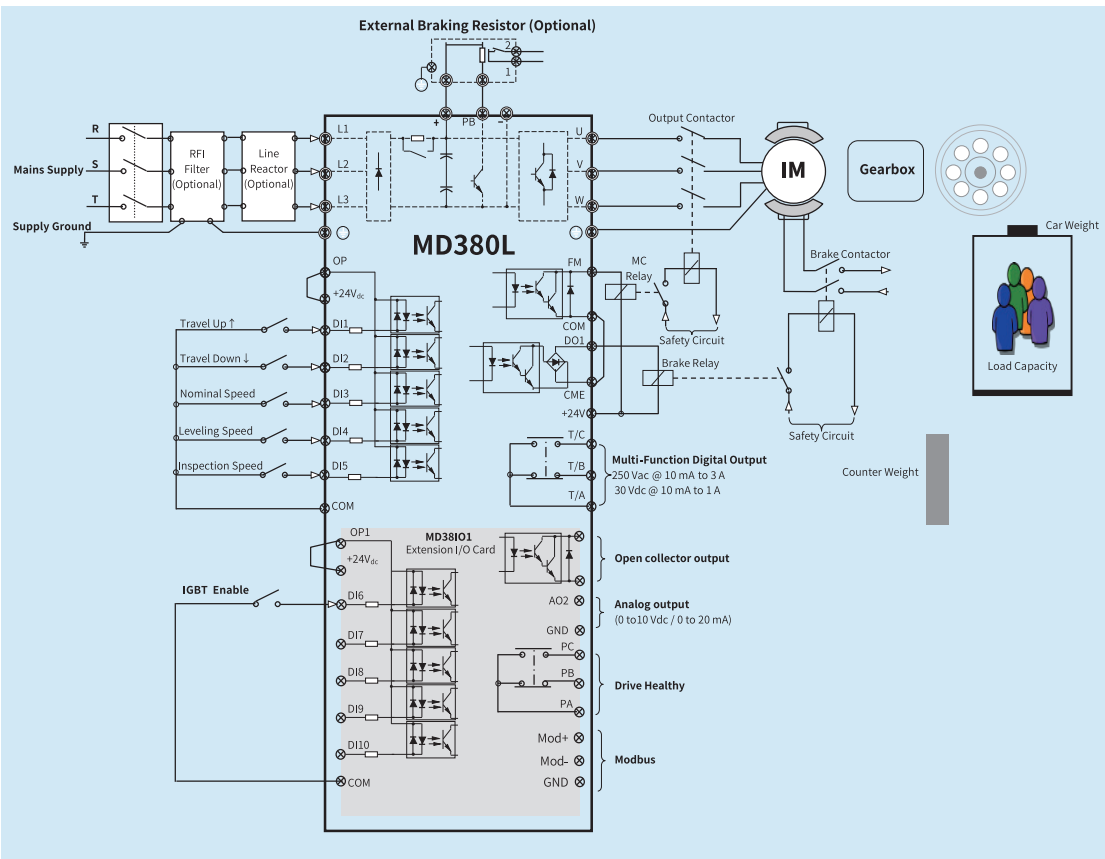 External Braking Resistor (Optional)
2
1
+
PB
-
R
S
T
Mains Supply
Supply Ground
RFI
Filter
(Optional)
Line
Reactor
(Optional)
L1
L2
L3
U
V
W
Output Contactor
IM
Gearbox
Car Weight
Load Capacity
Counter Weight
Brake Contactor
MD380L
OP
+24Vdc
FM
COM
DO1
CME
+24V
MC
Relay
Safety Circuit
Brake Relay
Safety Circuit
Travel Up ↑
DI1
Travel Down ↓
DI2
Nominal Speed
DI3
Leveling Speed
DI4
Inspection Speed
DI5
COM
T/C
T/B
T/A
Multi-Function Digital Output
250 Vac @ 10 mA to 3 A
30 Vdc @ 10 mA to 1 A
OP1
+24Vdc
MD38IO1
Extension I/O Card
Open collector output
IGBT Enable
DI6
DI7
DI8
DI9
DI10
COM
AO2
GND
Analog output
(0 to10 Vdc / 0 to 20 mA)
PC
PB
PA
Drive Healthy
Mod+
Mod-
GND
Modbus